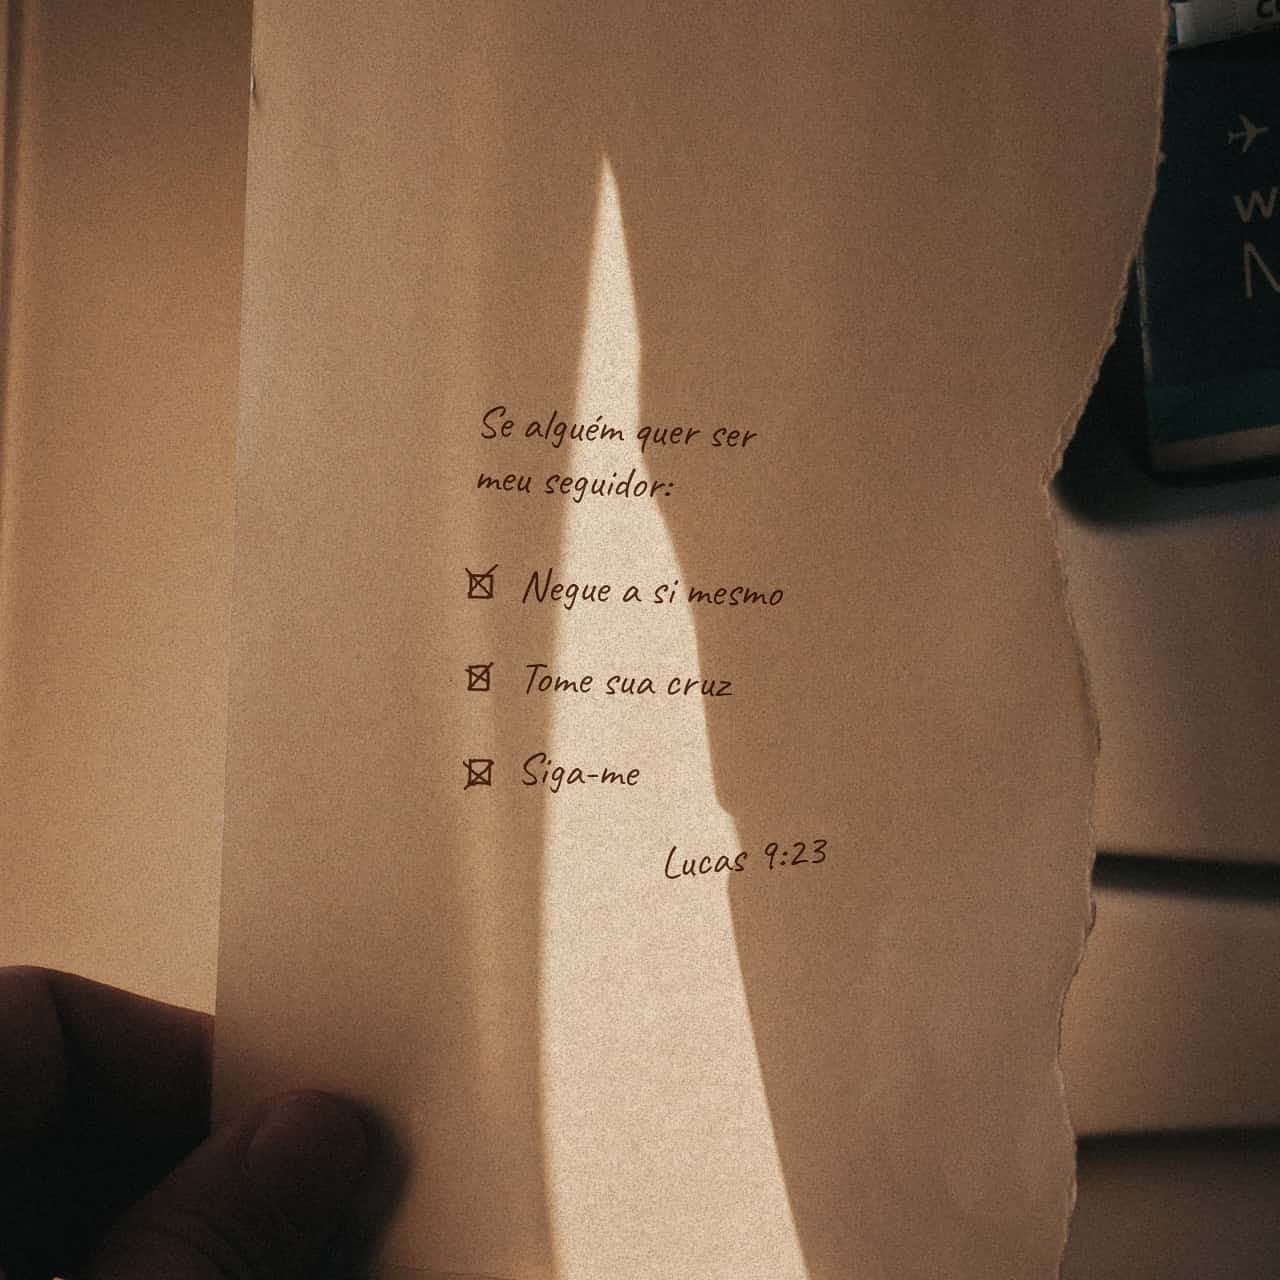 Se alguém quer ser
meu seguidor:
Negue a si mesmo
Tome sua cruz
Siga-me
Lucas 9:23